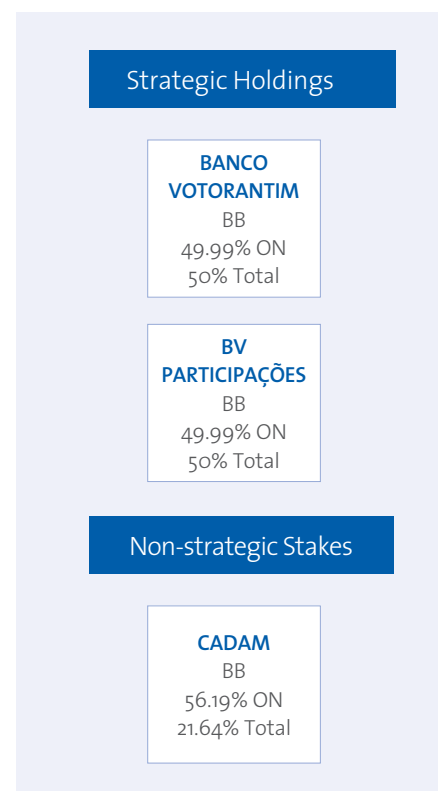 Strategic Holdings
BANCO
VOTORANTIM
BB
49.99% ON
50% Total
BV
PARTICIPAÇÕES
BB
49.99% ON
50% Total
Non-strategic Stakes
CADAM
BB
56.19% ON
21.64% Total